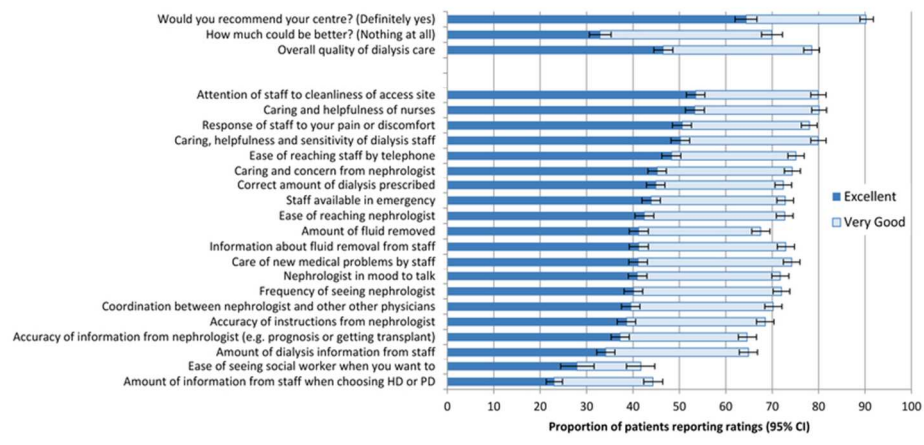 Would you recommend your centre? (Definitely yes)
How much could be better? (Nothing at all)
Overall quality of dialysis care
Attention of staff to cleanliness of access site
Caring and helpfulness of nurses
Response of staff to your pain or discomfort
Caring, helpfulness and sensitivity of dialysis staff
Ease of reaching staff by telephone
Caring and concern from nephrologist
Correct amount of dialysis prescribed
Staff available in emergency
Ease of reaching nephrologist
Amount of fluid removed
Information about fluid removal from staff
Care of new medical problems by staff
Nephrologist in mood to talk
Frequency of seeing nephrologist
Coordination between nephrologist and other other physicians
Accuracy of instructions from nephrologist
Accuracy of information from nephrologist (e.g. prognosis or getting transplant)
Amount of dialysis information from staff
Ease of seeing social worker when you want to
Amount of information from staff when choosing HD or PD
Excellent
Very Good
0 10 20 30 40 50 60 70 80 90 100
Proportion of patients reporting ratings (95% CI)